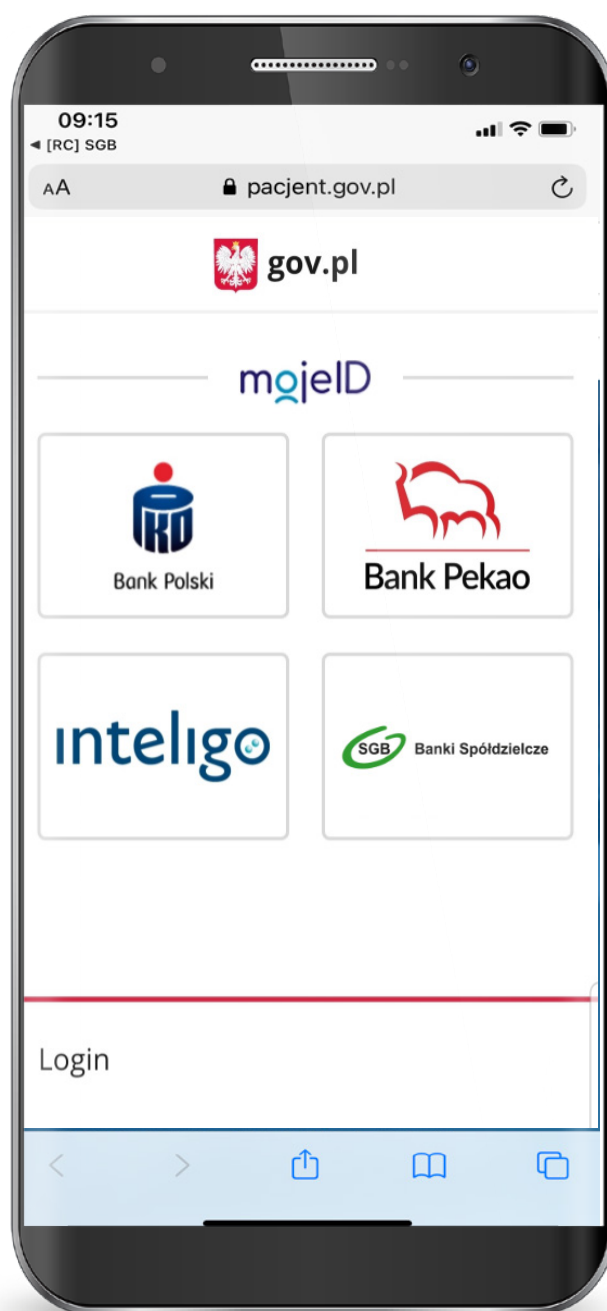 09:15
◄ [RC] SGB
AA pacjent.gov.pl
gov.pl
mojeID
PKO
Bank Polski
Bank Pekao
inteligo
SGB Banki Spółdzielcze
Login